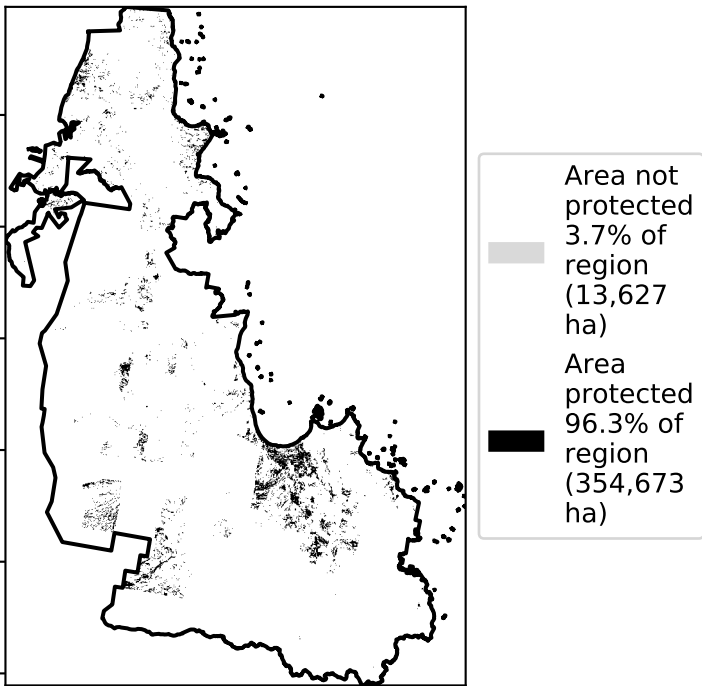 Area not
protected
3.7% of
region
(13,627
ha)
Area
protected
96.3% of
region
(354,673
ha)